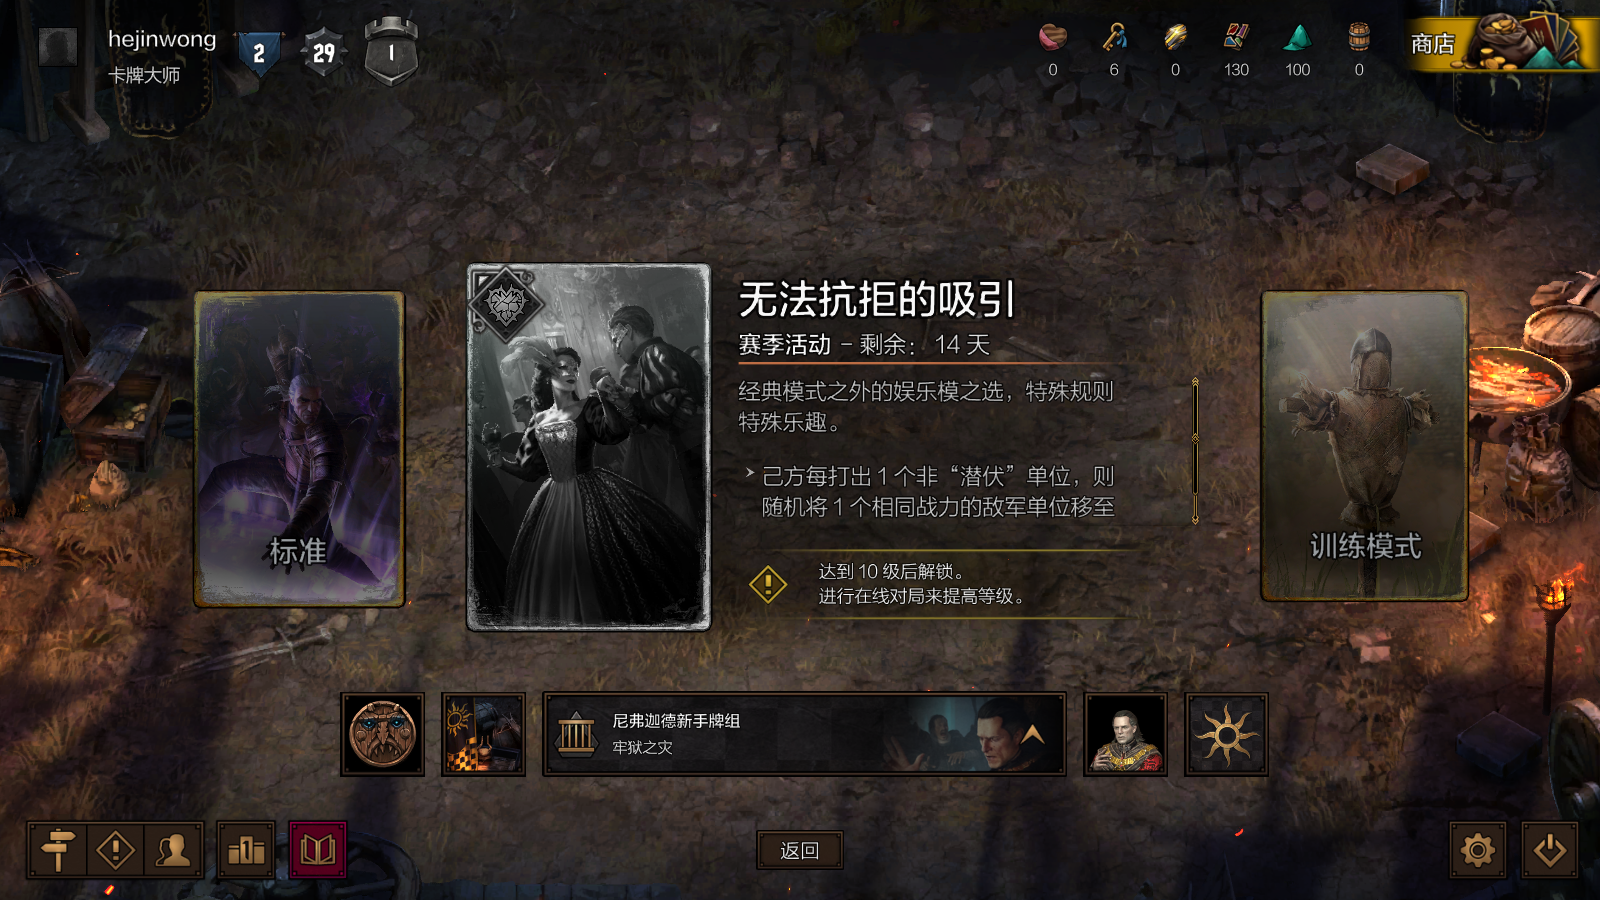 hejinwong
卡牌大师
2
29
1
0
6
0
130
100
0
商店
无法抗拒的吸引
赛季活动 – 剩余： 14 天
经典模式之外的娱乐模之选，特殊规则
特殊乐趣。
己方每打出 1 个非“潜伏”单位，则
随机将 1 个相同战力的敌军单位移至
达到 10 级后解锁。
进行在线对局来提高等级。
标准
训练模式
尼弗迦德新手牌组
牢狱之灾
1
返回